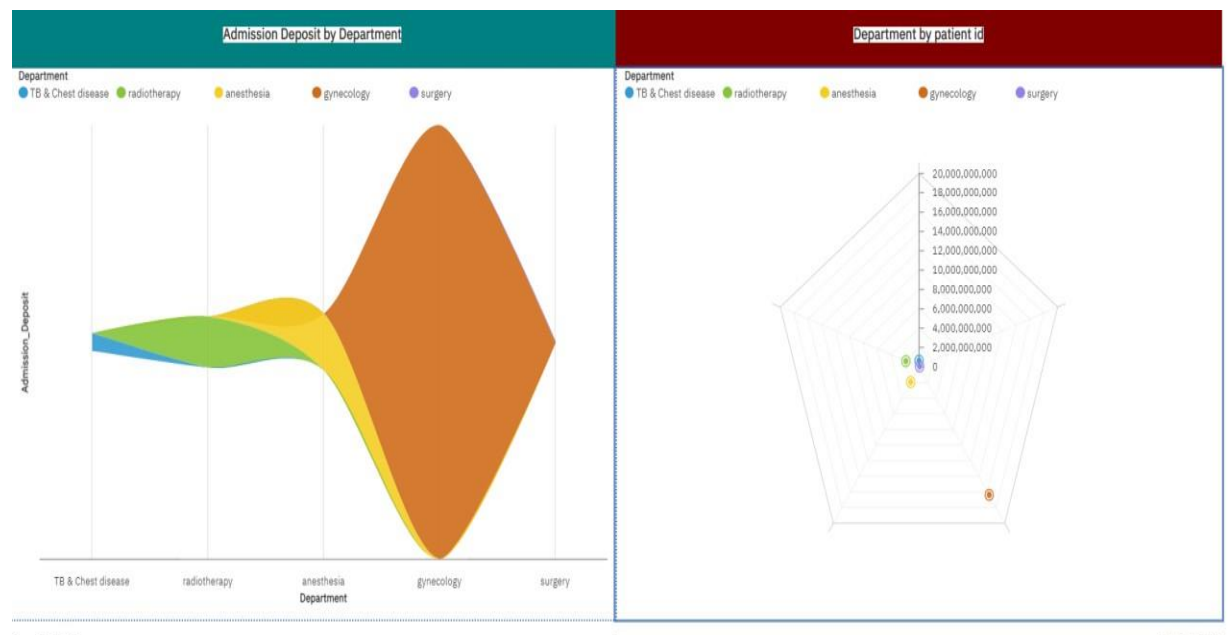 Admission Deposit by Department
Department
TB & Chest disease radiotherapy anesthesia gynecology surgery
Admission_Deposit
TB & Chest disease radiotherapy anesthesia gynecology surgery
Department
Department by patient id
Department
TB & Chest disease radiotherapy anesthesia gynecology surgery
20,000,000,000
18,000,000,000
16,000,000,000
14,000,000,000
12,000,000,000
10,000,000,000
8,000,000,000
6,000,000,000
4,000,000,000
2,000,000,000
0